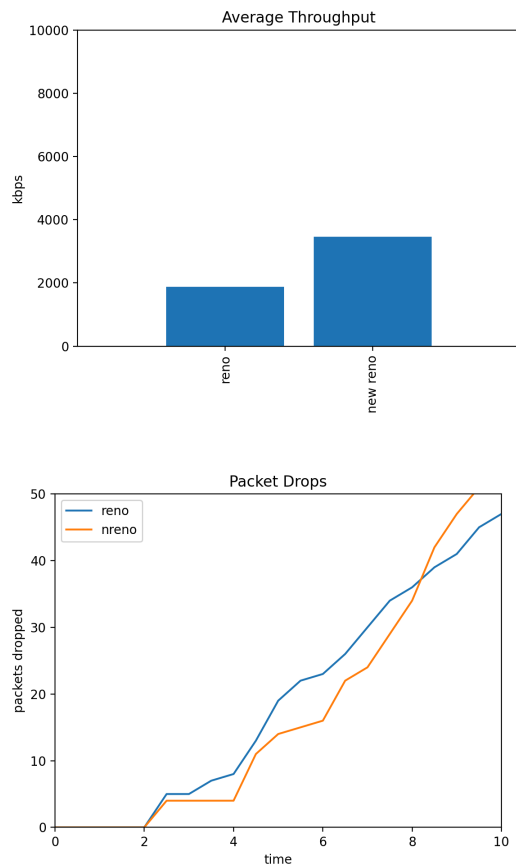 Average Throughput
10000
8000
6000
4000
2000
0
kbps
reno
new reno
Packet Drops
reno
nreno
50
40
30
20
10
0
packets dropped
0 2 4 6 8 10
time